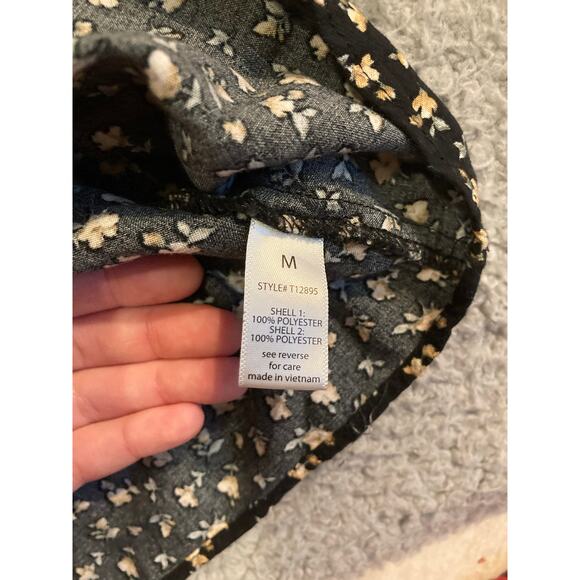 M
STYLE# T12895
SHELL 1:
100% POLYESTER
SHELL 2:
100% POLYESTER
see reverse
for care
made in vietnam